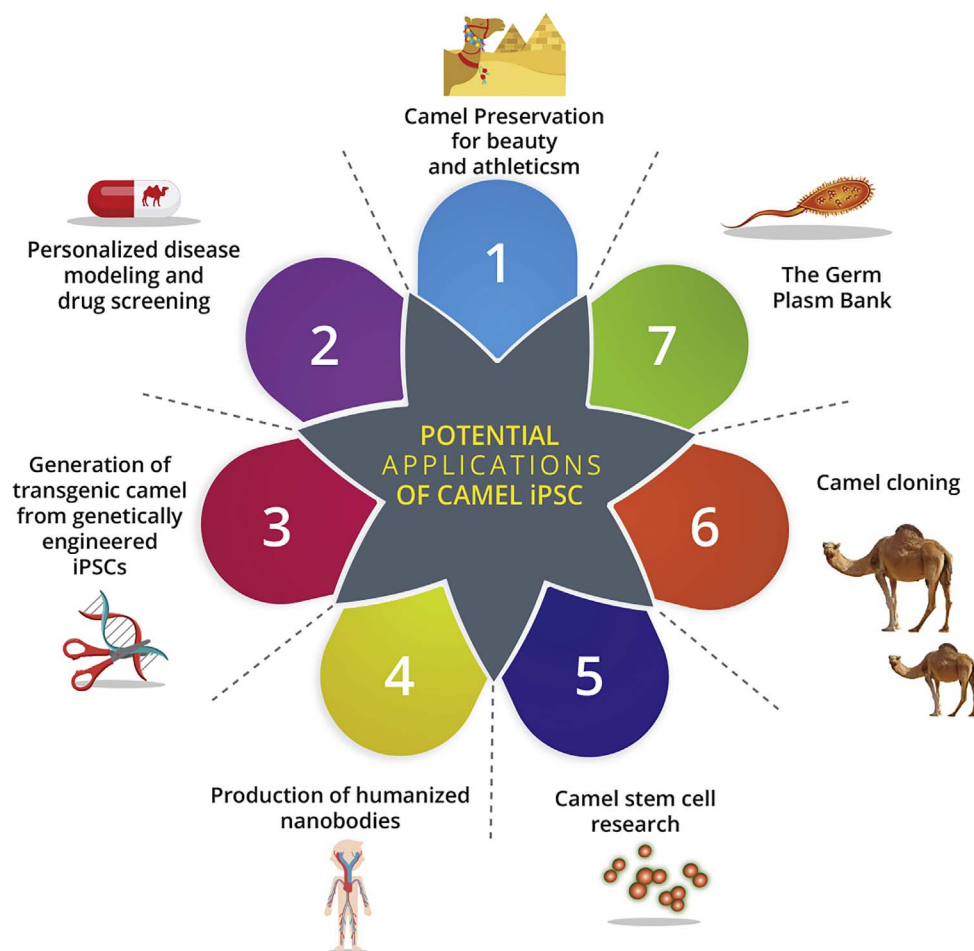 Camel Preservation
for beauty
and athleticsm
1
Personalized disease
modeling and
drug screening
2
Generation of
transgenic camel
from genetically
engineered
iPSCs
3
Production of humanized
nanobodies
4
Camel stem cell
research
5
Camel cloning
6
The Germ
Plasm Bank
7
POTENTIAL
APPLICATIONS
OF CAMEL iPSC